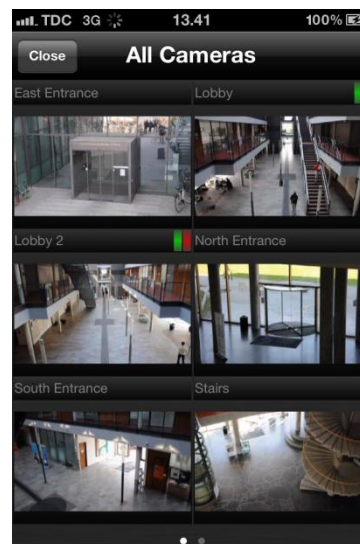 TDC 3G 13.41 100%
Close All Cameras
East Entrance Lobby
Lobby 2 North Entrance
South Entrance Stairs